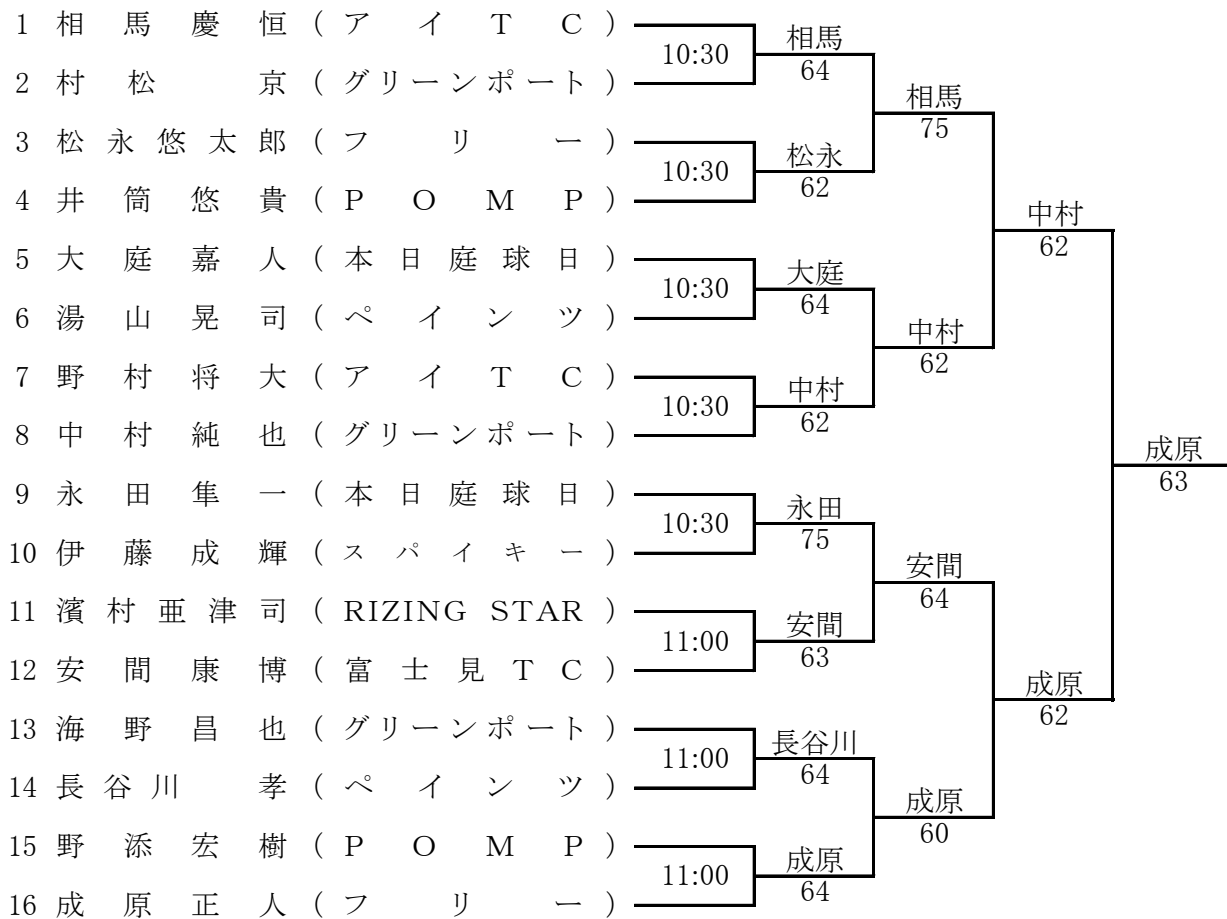 1 相馬慶恒(アイTC)
10:30
相馬
64
2 村松 京(グリーンポート)
相馬
75
3 松永悠太郎(フリー)
10:30
松永
62
4 井筒悠貴(POMP)
中村
62
5 大庭嘉人(本日庭球日)
10:30
大庭
64
6 湯山晃司(ペインツ)
中村
62
7 野村将大(アイTC)
10:30
中村
62
8 中村純也(グリーンポート)
成原
63
9 永田隼一(本日庭球日)
10:30
永田
75
10 伊藤成輝(スパイキー)
安間
64
11 濱村亜津司(RIZING STAR)
11:00
安間
63
12 安間康博(富士見TC)
成原
62
13 海野昌也(グリーンポート)
11:00
長谷川
64
14 長谷川 孝(ペインツ)
成原
60
15 野添宏樹(POMP)
11:00
成原
64
16 成原正人(フリー)